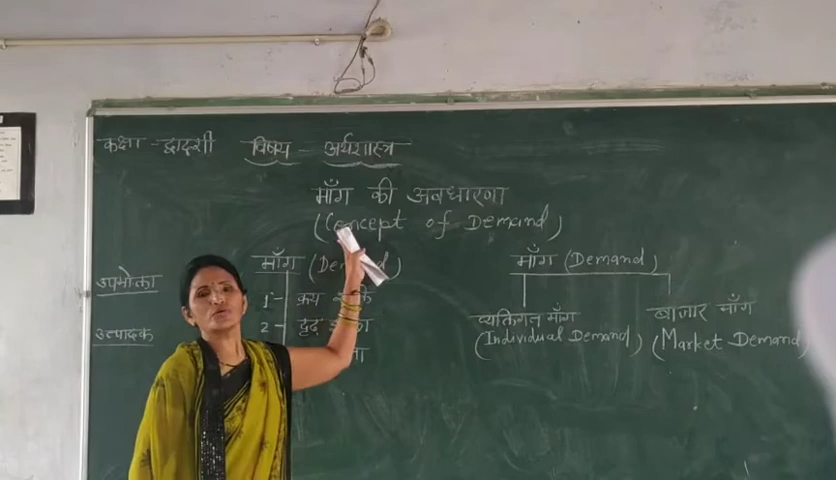 कक्षा - द्वादशी विषय - अर्थशास्त्र
माँग की अवधारणा
(Concept of Demand)
उपभोक्ता
उत्पादक
माँग
1 - क्रय
2 -
माँग (Demand)
व्यक्तिगत माँग
(Individual Demand)
बाजार माँग
(Market Demand)